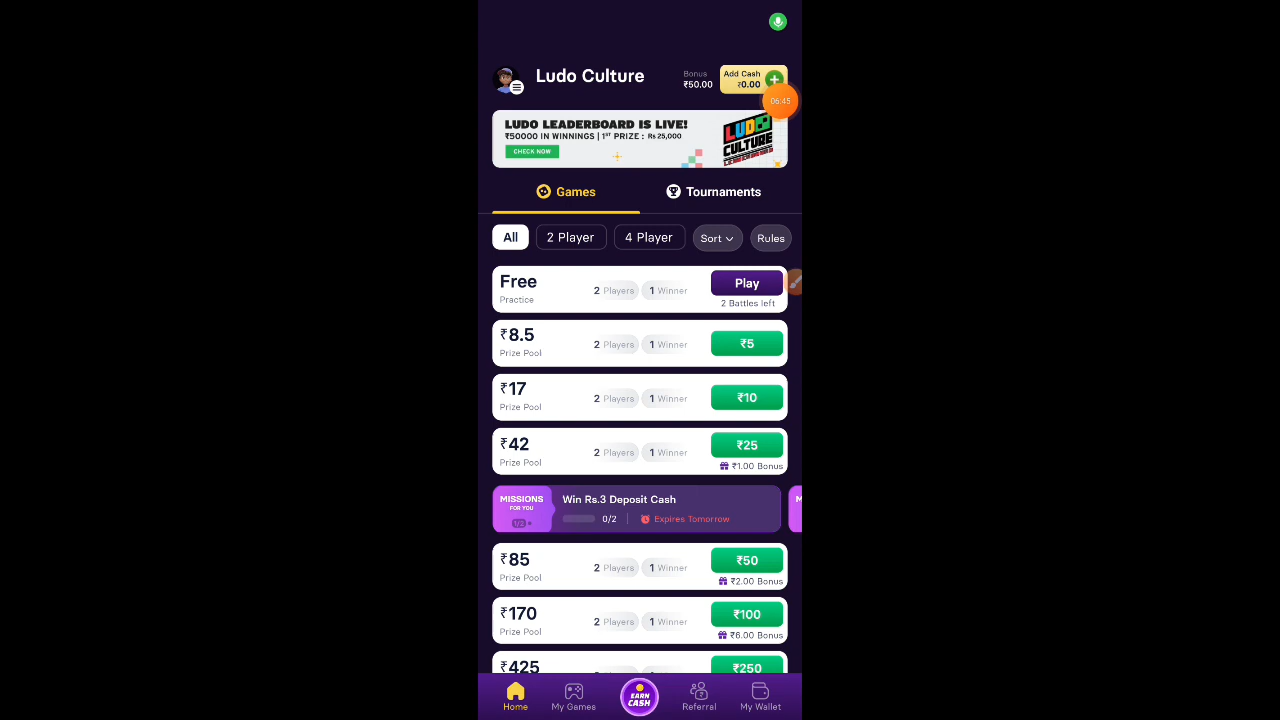 Ludo Culture
Bonus
₹50.00
Add Cash
₹0.00
06:45
LUDO LEADERBOARD IS LIVE!
₹50000 IN WINNINGS | 1ST PRIZE : Rs 25,000
CHECK NOW
LUDO
CULTURE
Games
Tournaments
All
2 Player
4 Player
Sort
Rules
Free
Practice
2 Players
1 Winner
Play
2 Battles left
₹8.5
Prize Pool
2 Players
1 Winner
₹5
₹17
Prize Pool
2 Players
1 Winner
₹10
₹42
Prize Pool
2 Players
1 Winner
₹25
₹1.00 Bonus
MISSIONS
FOR YOU
1/2
Win Rs.3 Deposit Cash
0/2
Expires Tomorrow
M
₹85
Prize Pool
2 Players
1 Winner
₹50
₹2.00 Bonus
₹170
Prize Pool
2 Players
1 Winner
₹100
₹6.00 Bonus
₹425
₹250
Home
My Games
EARN
CASH
Referral
My Wallet